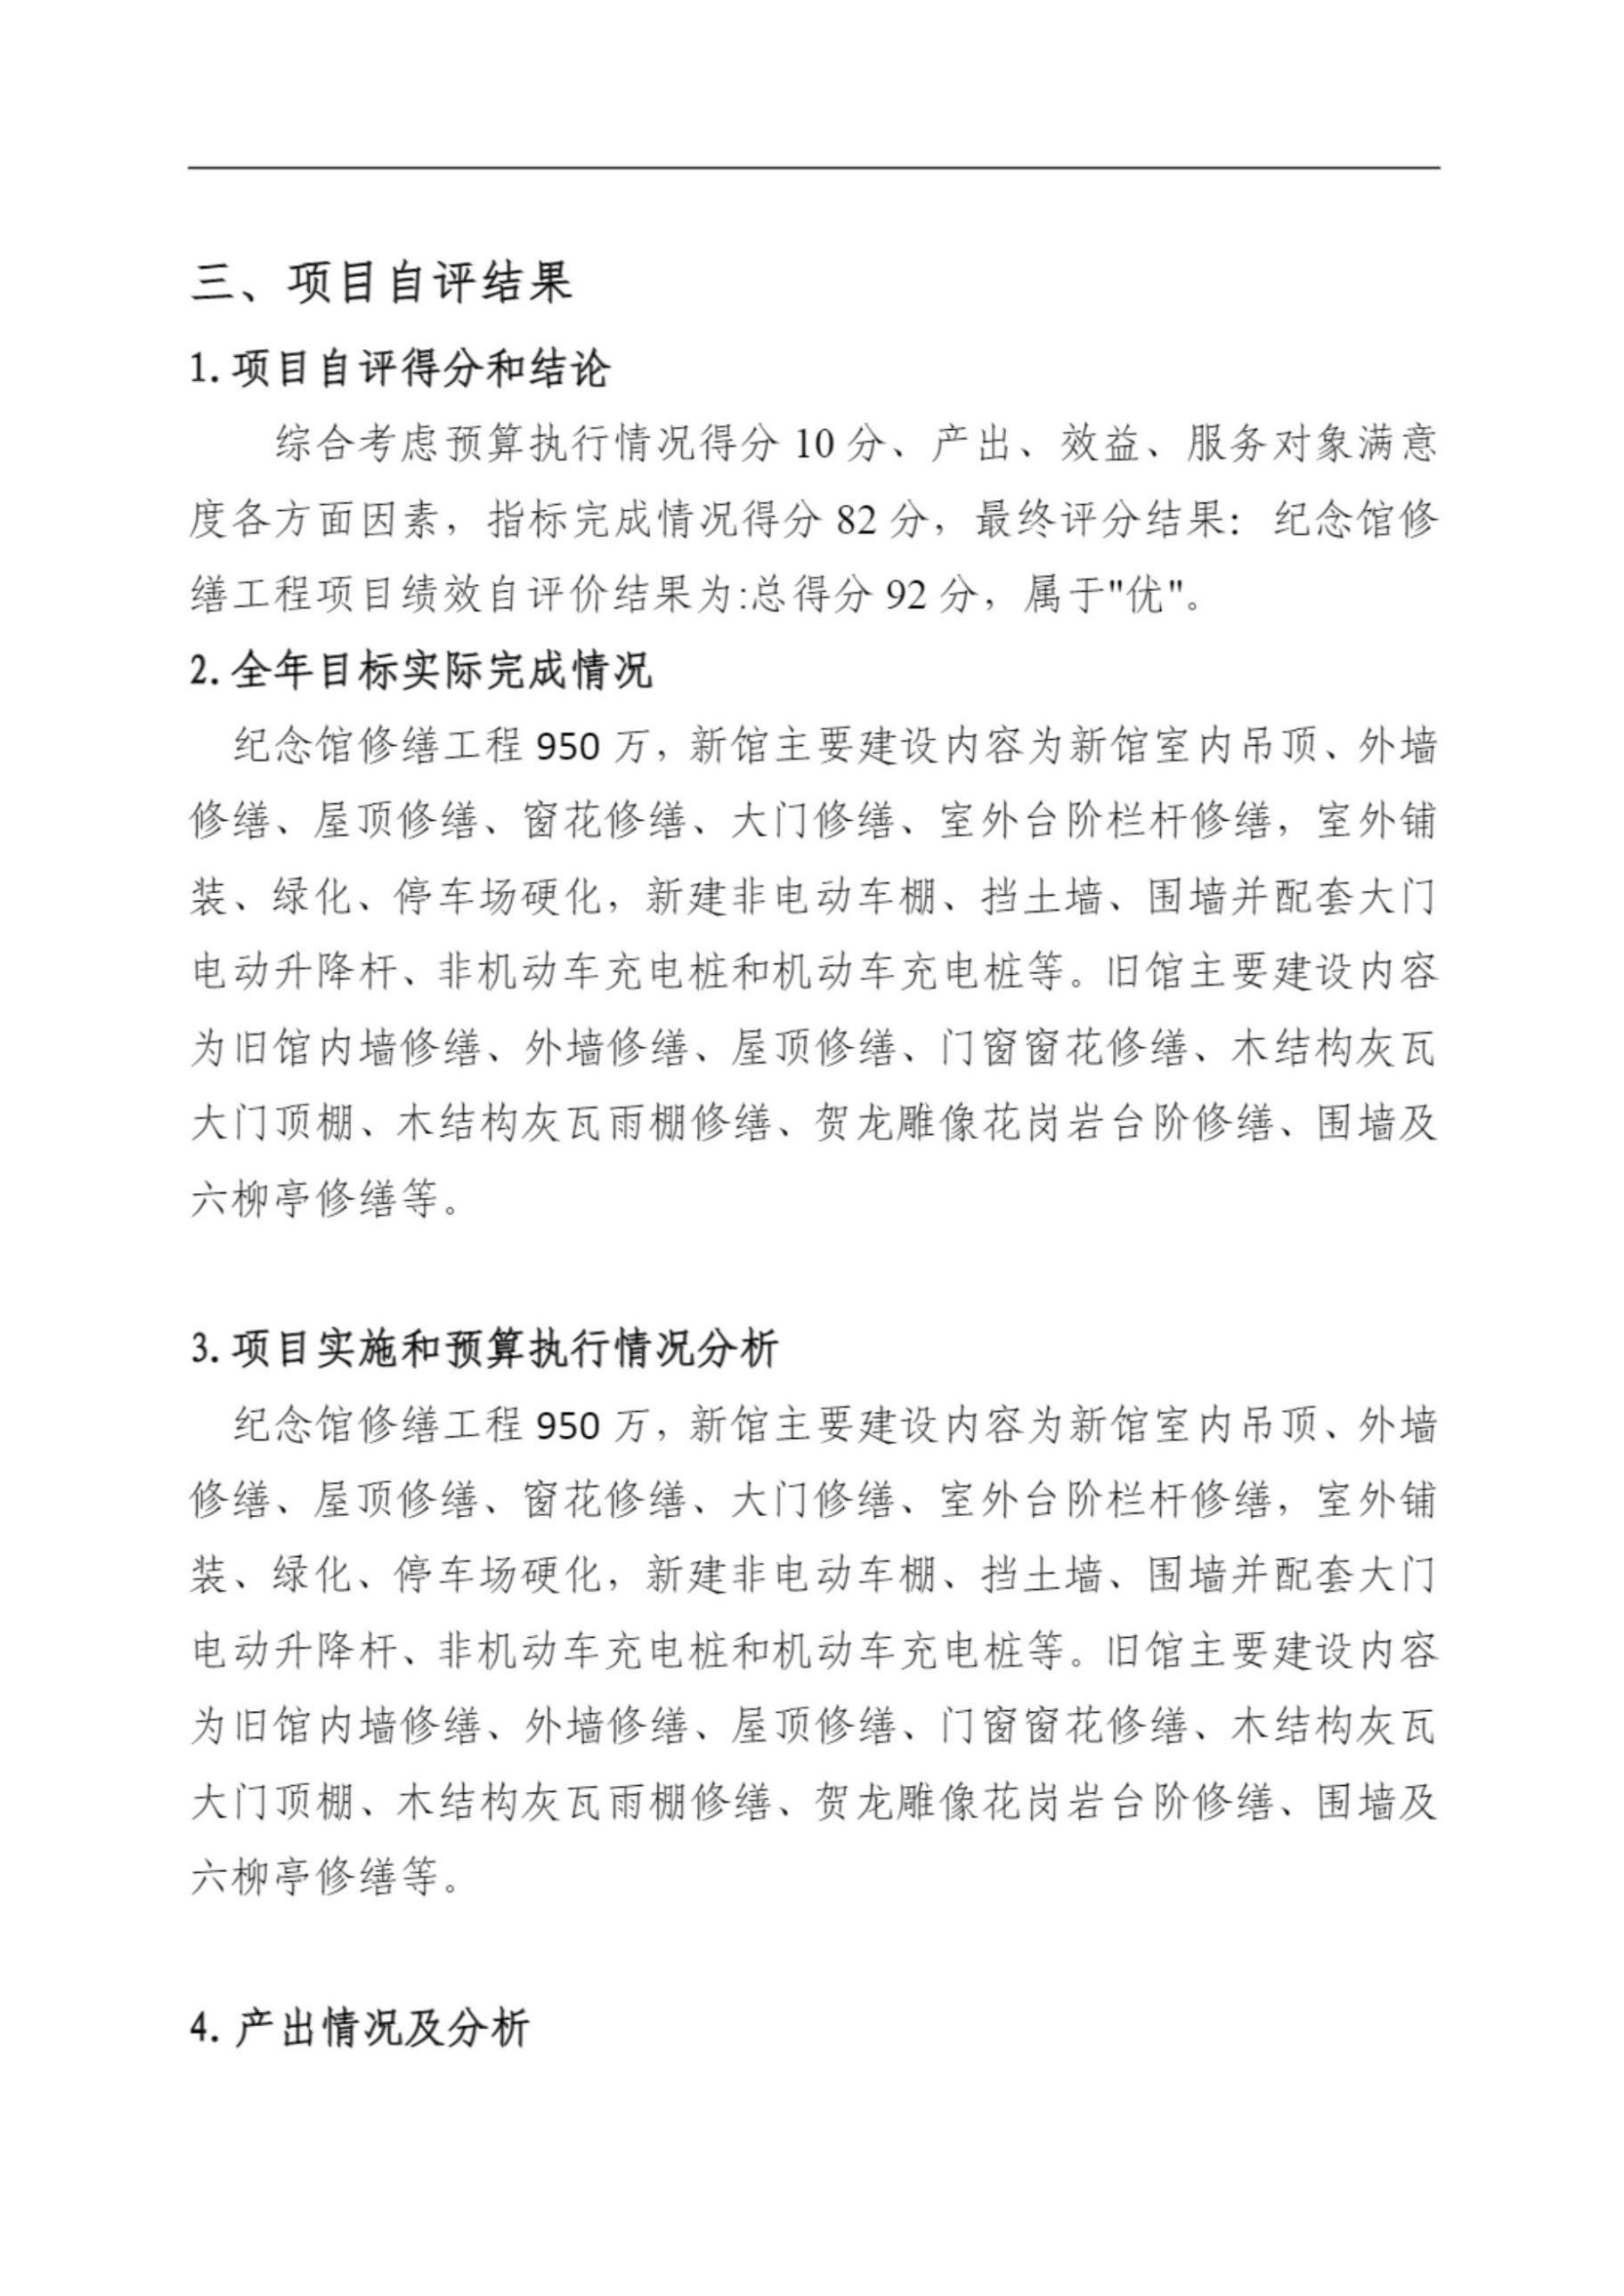 三、项目自评结果
1.项目自评得分和结论
综合考虑预算执行情况得分 10 分、产出、效益、服务对象满意
度各方面因素，指标完成情况得分 82 分，最终评分结果：纪念馆修
缮工程项目绩效自评价结果为:总得分 92 分，属于"优"。
2.全年目标实际完成情况
纪念馆修缮工程 950 万，新馆主要建设内容为新馆室内吊顶、外墙
修缮、屋顶修缮、窗花修缮、大门修缮、室外台阶栏杆修缮，室外铺
装、绿化、停车场硬化，新建非电动车棚、挡土墙、围墙并配套大门
电动升降杆、非机动车充电桩和机动车充电桩等。旧馆主要建设内容
为旧馆内墙修缮、外墙修缮、屋顶修缮、门窗窗花修缮、木结构灰瓦
大门顶棚、木结构灰瓦雨棚修缮、贺龙雕像花岗岩台阶修缮、围墙及
六柳亭修缮等。
3.项目实施和预算执行情况分析
纪念馆修缮工程 950 万，新馆主要建设内容为新馆室内吊顶、外墙
修缮、屋顶修缮、窗花修缮、大门修缮、室外台阶栏杆修缮，室外铺
装、绿化、停车场硬化，新建非电动车棚、挡土墙、围墙并配套大门
电动升降杆、非机动车充电桩和机动车充电桩等。旧馆主要建设内容
为旧馆内墙修缮、外墙修缮、屋顶修缮、门窗窗花修缮、木结构灰瓦
大门顶棚、木结构灰瓦雨棚修缮、贺龙雕像花岗岩台阶修缮、围墙及
六柳亭修缮等。
4. 产出情况及分析